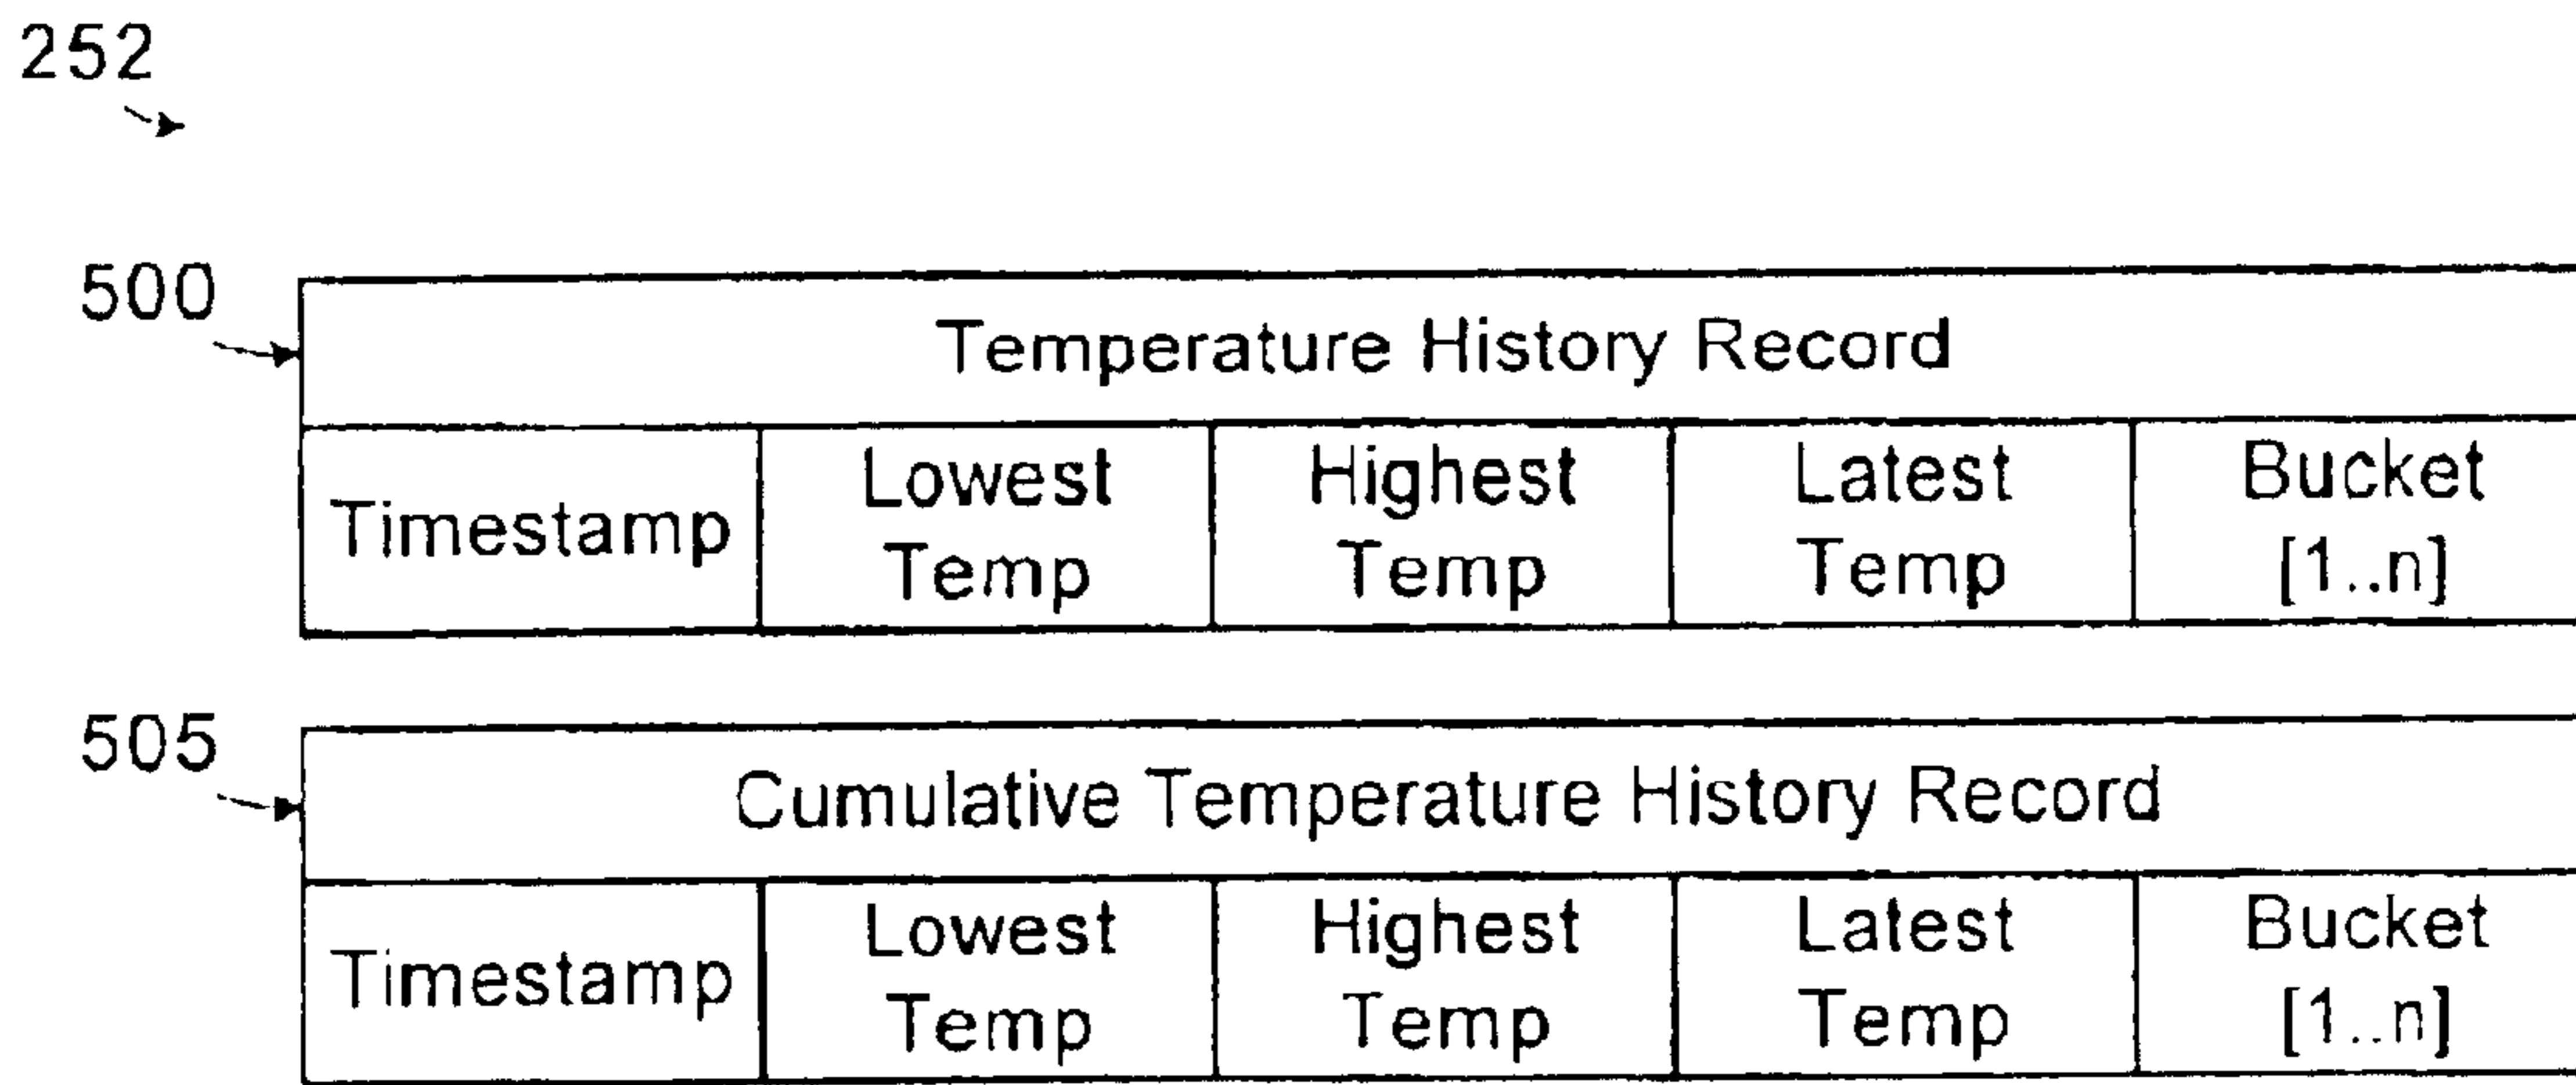 252
500
Temperature History Record
Timestamp
Lowest
Temp
Highest
Temp
Latest
Temp
Bucket
[1..n]
505
Cumulative Temperature History Record
Timestamp
Lowest
Temp
Highest
Temp
Latest
Temp
Bucket
[1..n]